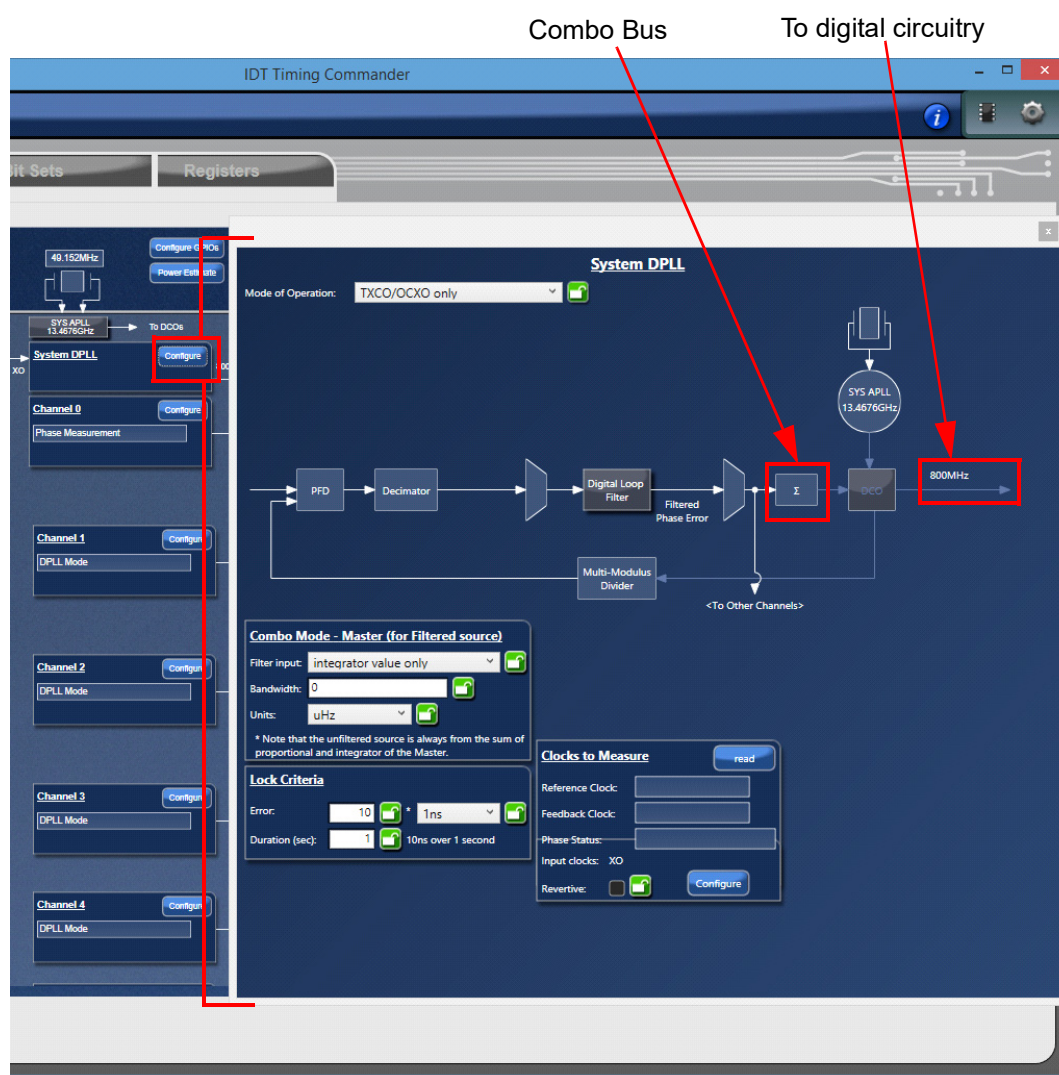 Combo Bus
To digital circuitry
IDT Timing Commander
Bit Sets
Registers
49.152MHz
Configure GPIOs
Power Estimate
SYS APLL
13.4676GHz
To DCOs
XO
System DPLL
Configure
Channel 0
Configure
Phase Measurement
Channel 1
Configure
DPLL Mode
Channel 2
Configure
DPLL Mode
Channel 3
Configure
DPLL Mode
Channel 4
Configure
DPLL Mode
System DPLL
Mode of Operation:
TXCO/OCXO only
SYS APLL
13.4676GHz
PFD
Decimator
Digital Loop
Filter
Filtered
Phase Error
Σ
DCO
800MHz
Multi-Modulus
Divider
<To Other Channels>
Combo Mode - Master (for Filtered source)
Filter input: integrator value only
Bandwidth: 0
Units: uHz
* Note that the unfiltered source is always from the sum of
proportional and integrator of the Master.
Lock Criteria
Error: 10 * 1ns
Duration (sec): 1 10ns over 1 second
Clocks to Measure
read
Reference Clock:
Feedback Clock:
Phase Status:
Input clocks: XO
Revertive:
Configure